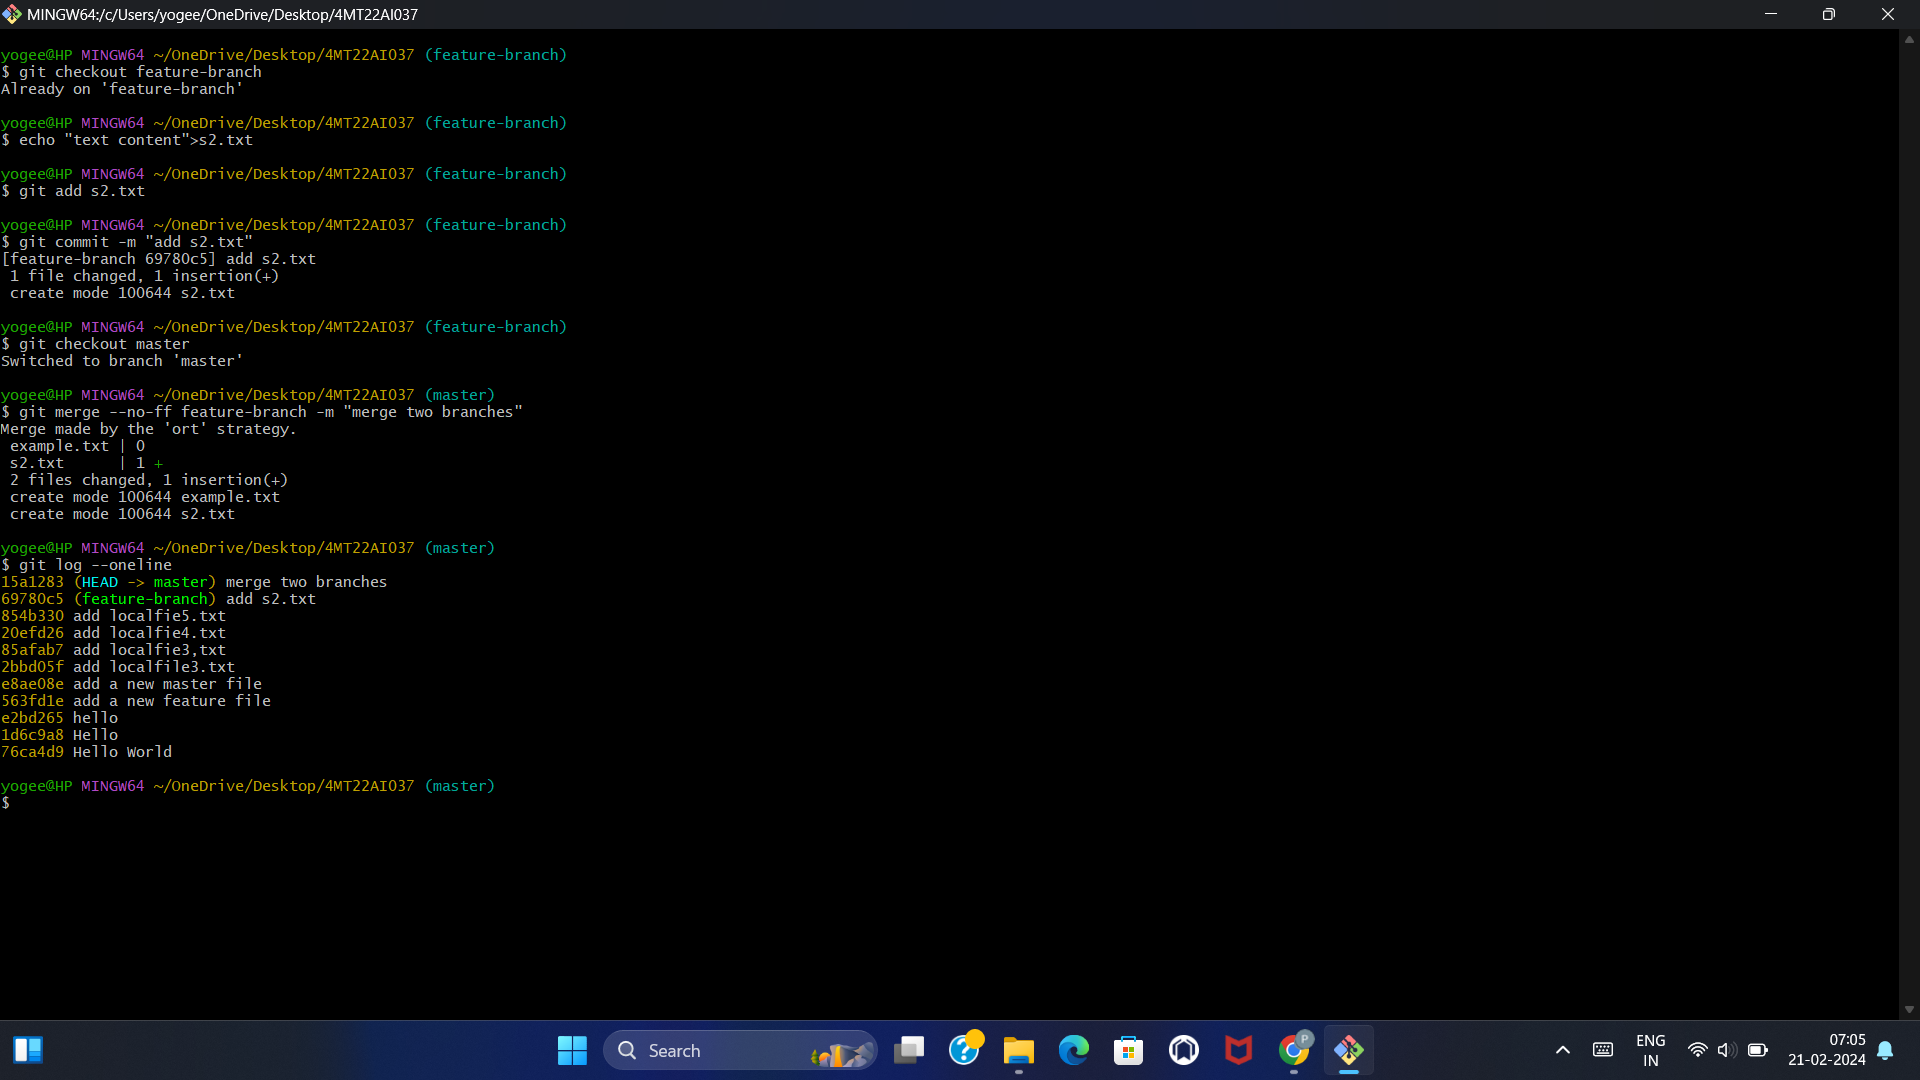 MINGW64:/c/Users/yogee/OneDrive/Desktop/4MT22AI037
yogee@HP MINGW64 ~/OneDrive/Desktop/4MT22AI037 (feature-branch)
$ git checkout feature-branch
Already on 'feature-branch'
yogee@HP MINGW64 ~/OneDrive/Desktop/4MT22AI037 (feature-branch)
$ echo "text content">s2.txt
yogee@HP MINGW64 ~/OneDrive/Desktop/4MT22AI037 (feature-branch)
$ git add s2.txt
yogee@HP MINGW64 ~/OneDrive/Desktop/4MT22AI037 (feature-branch)
$ git commit -m "add s2.txt"
[feature-branch 69780c5] add s2.txt
 1 file changed, 1 insertion(+)
 create mode 100644 s2.txt
yogee@HP MINGW64 ~/OneDrive/Desktop/4MT22AI037 (feature-branch)
$ git checkout master
Switched to branch 'master'
yogee@HP MINGW64 ~/OneDrive/Desktop/4MT22AI037 (master)
$ git merge --no-ff feature-branch -m "merge two branches"
Merge made by the 'ort' strategy.
 example.txt | 0
 s2.txt      | 1 +
 2 files changed, 1 insertion(+)
 create mode 100644 example.txt
 create mode 100644 s2.txt
yogee@HP MINGW64 ~/OneDrive/Desktop/4MT22AI037 (master)
$ git log --oneline
15a1283 (HEAD -> master) merge two branches
69780c5 (feature-branch) add s2.txt
854b330 add localfie5.txt
20efd26 add localfie4.txt
85afab7 add localfie3,txt
2bbd05f add localfile3.txt
e8ae08e add a new master file
563fd1e add a new feature file
e2bd265 hello
1d6c9a8 Hello
76ca4d9 Hello World
yogee@HP MINGW64 ~/OneDrive/Desktop/4MT22AI037 (master)
$
Search
P
ENG
IN
07:05
21-02-2024